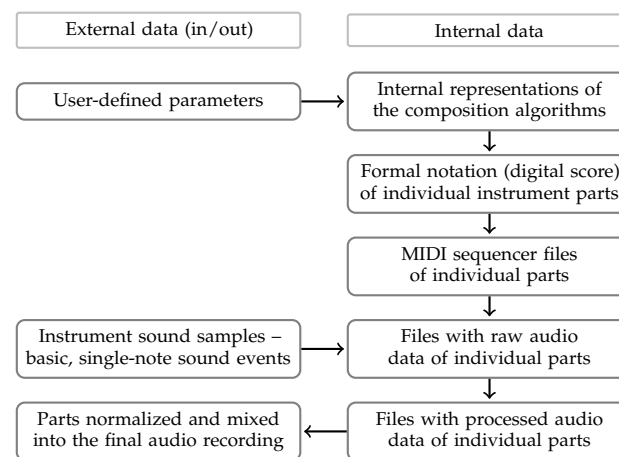 External data (in/out)
Internal data
User-defined parameters
Internal representations of
the composition algorithms
Formal notation (digital score)
of individual instrument parts
MIDI sequencer files
of individual parts
Instrument sound samples –
basic, single-note sound events
Files with raw audio
data of individual parts
Parts normalized and mixed
into the final audio recording
Files with processed audio
data of individual parts